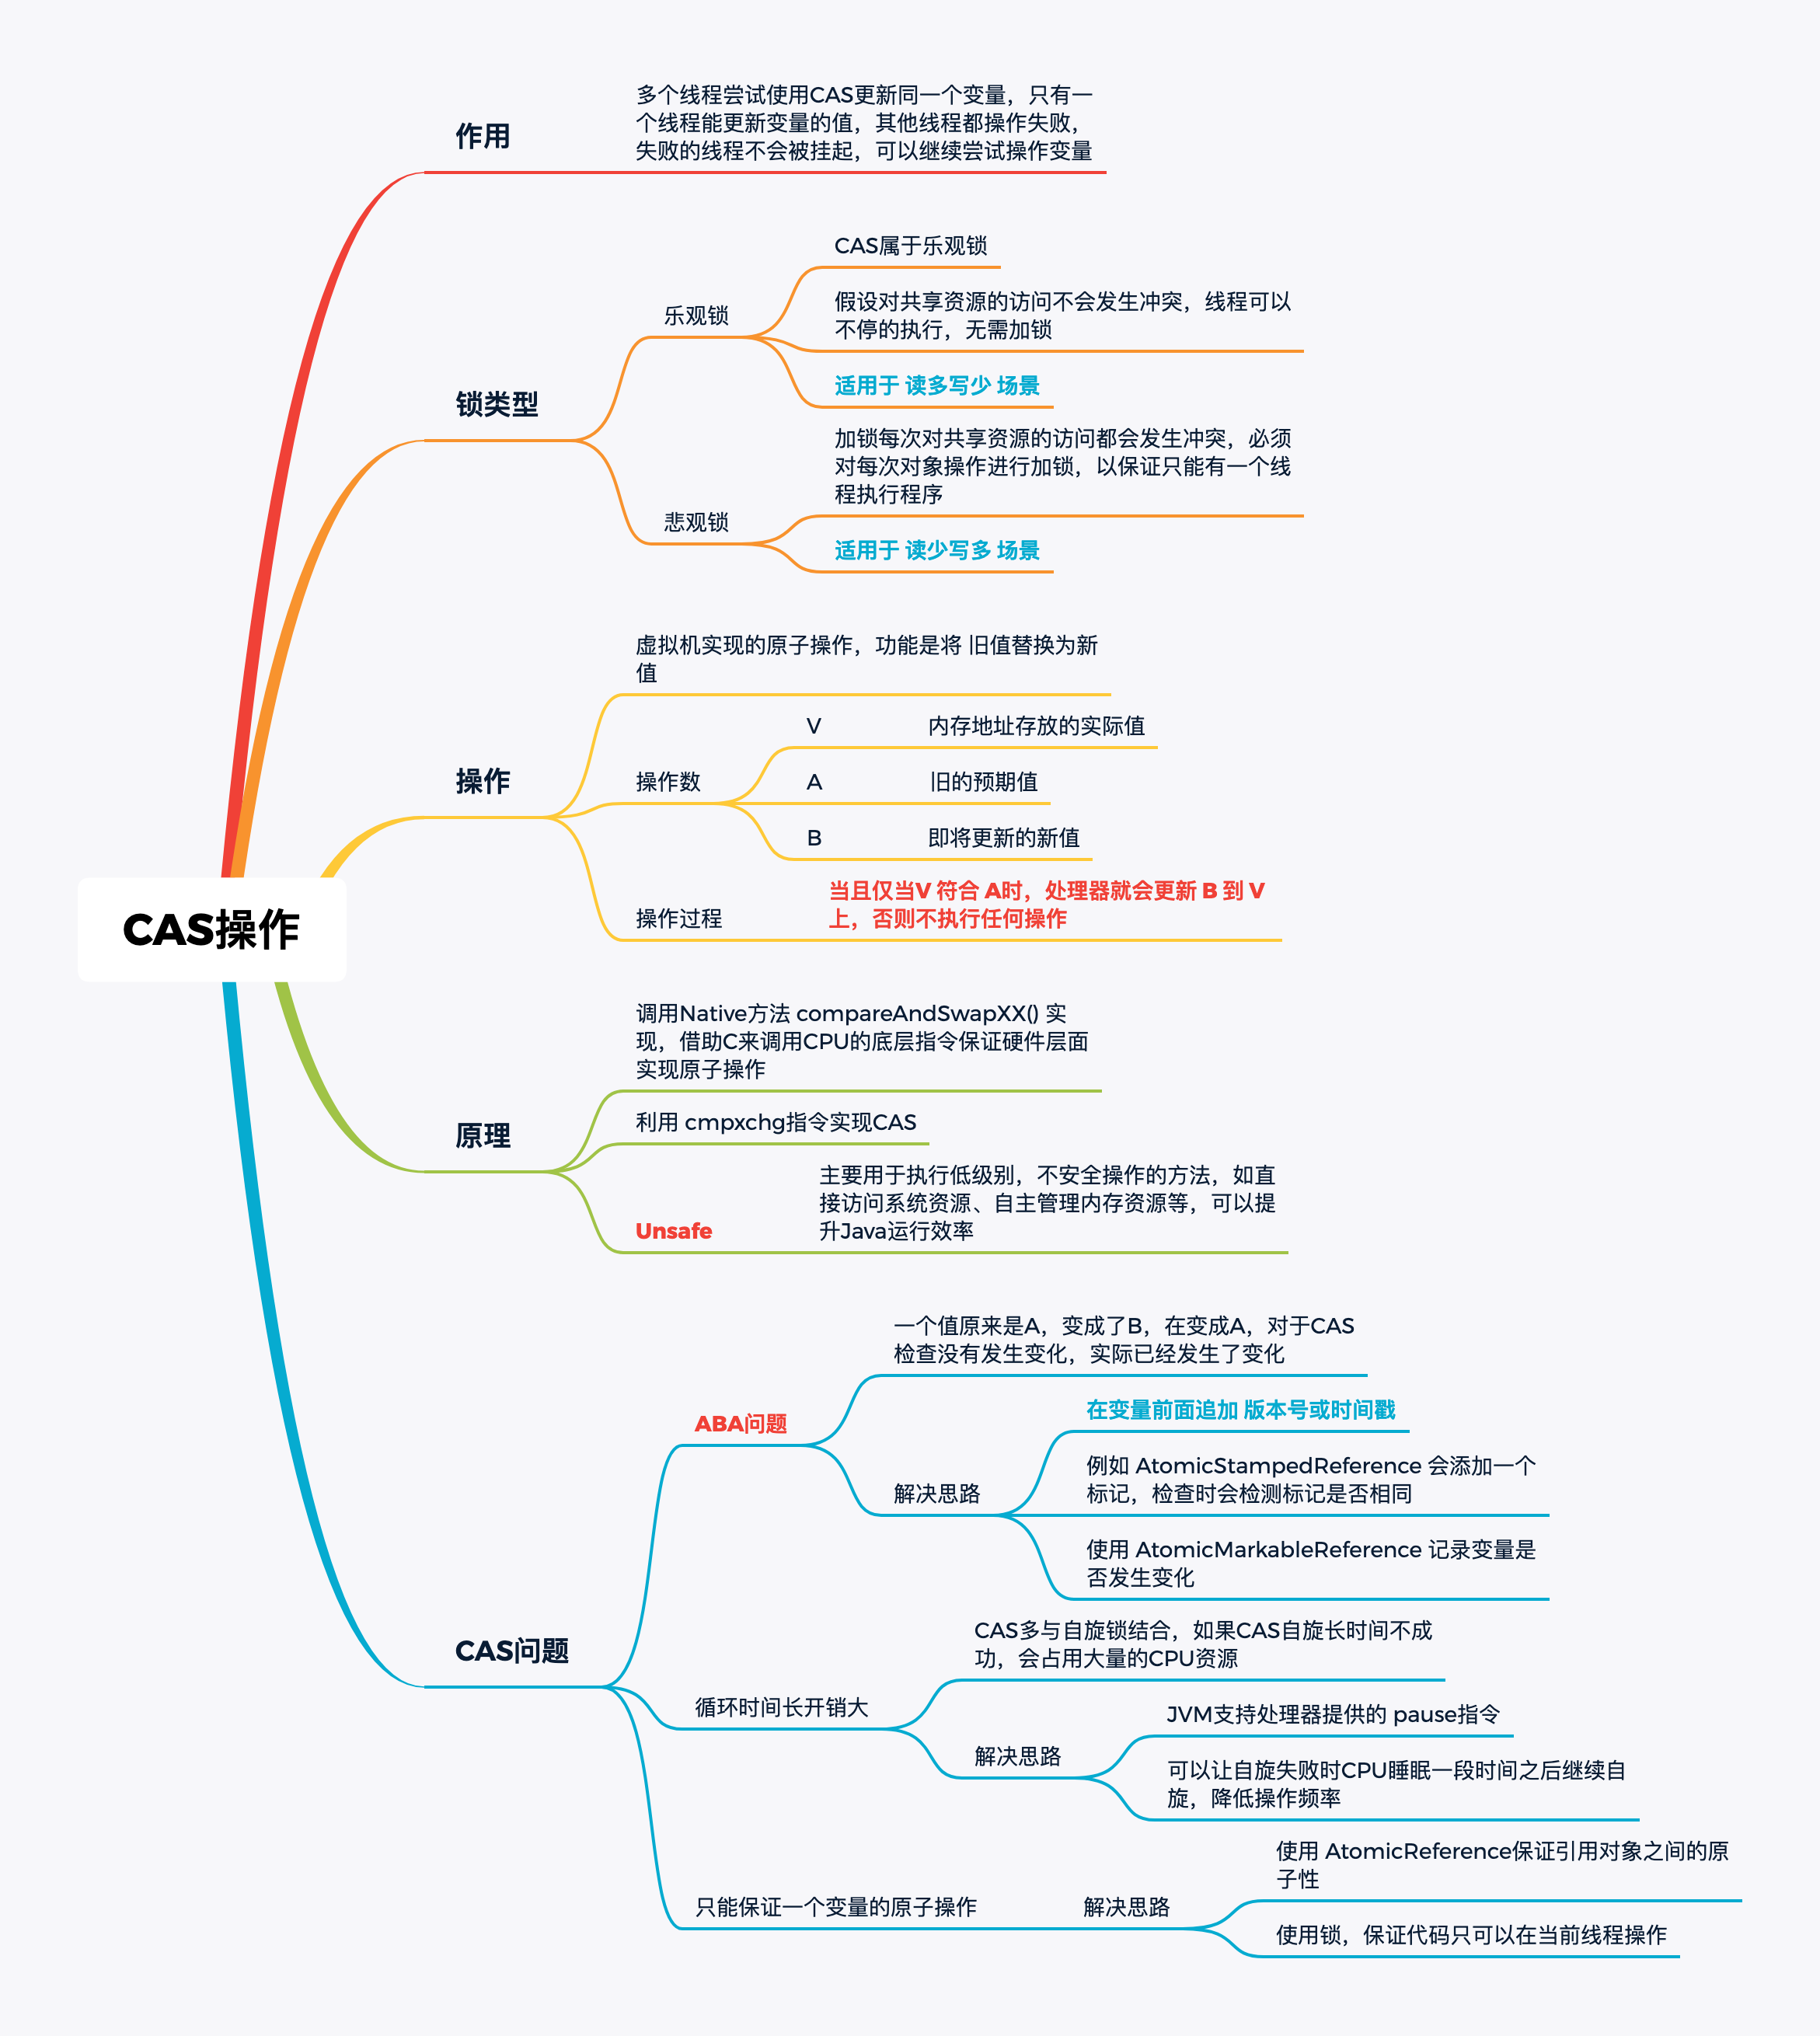 CAS操作
作用
多个线程尝试使用CAS更新同一个变量，只有一
个线程能更新变量的值，其他线程都操作失败，
失败的线程不会被挂起，可以继续尝试操作变量
锁类型
乐观锁
CAS属于乐观锁
假设对共享资源的访问不会发生冲突，线程可以
不停的执行，无需加锁
适用于 读多写少 场景
悲观锁
加锁每次对共享资源的访问都会发生冲突，必须
对每次对象操作进行加锁，以保证只能有一个线
程执行程序
适用于 读少写多 场景
操作
虚拟机实现的原子操作，功能是将 旧值替换为新
值
操作数
V
内存地址存放的实际值
A
旧的预期值
B
即将更新的新值
操作过程
当且仅当V 符合 A时，处理器就会更新 B 到 V
上，否则不执行任何操作
原理
调用Native方法 compareAndSwapXX() 实
现，借助C来调用CPU的底层指令保证硬件层面
实现原子操作
利用 cmpxchg指令实现CAS
Unsafe
主要用于执行低级别，不安全操作的方法，如直
接访问系统资源、自主管理内存资源等，可以提
升Java运行效率
CAS问题
ABA问题
一个值原来是A，变成了B，在变成A，对于CAS
检查没有发生变化，实际已经发生了变化
解决思路
在变量前面追加 版本号或时间戳
例如 AtomicStampedReference 会添加一个
标记，检查时会检测标记是否相同
使用 AtomicMarkableReference 记录变量是
否发生变化
循环时间长开销大
CAS多与自旋锁结合，如果CAS自旋长时间不成
功，会占用大量的CPU资源
解决思路
JVM支持处理器提供的 pause指令
可以让自旋失败时CPU睡眠一段时间之后继续自
旋，降低操作频率
只能保证一个变量的原子操作
解决思路
使用 AtomicReference保证引用对象之间的原
子性
使用锁，保证代码只可以在当前线程操作